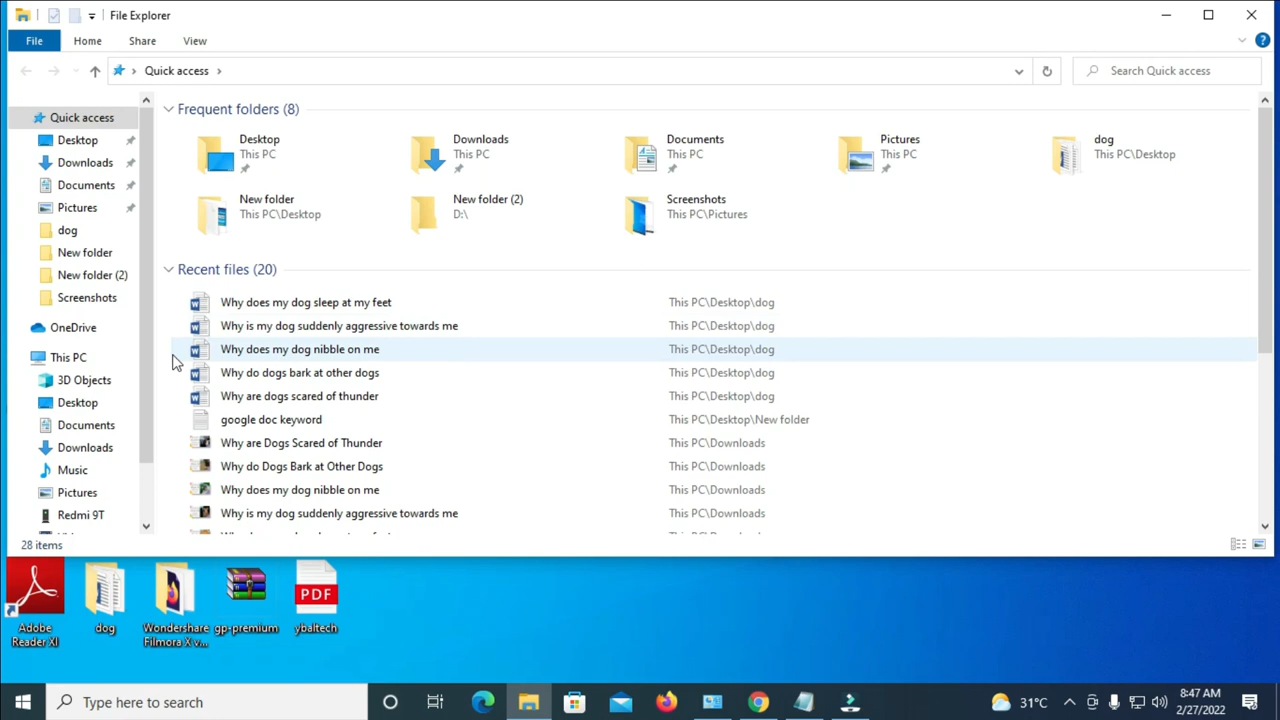 File Explorer
File Home Share View
Quick access
Search Quick access
Quick access
Desktop
Downloads
Documents
Pictures
dog
New folder
New folder (2)
Screenshots
OneDrive
This PC
3D Objects
Desktop
Documents
Downloads
Music
Pictures
Redmi 9T
Frequent folders (8)
Desktop
This PC
Downloads
This PC
Documents
This PC
Pictures
This PC
dog
This PC\Desktop
New folder
This PC\Desktop
New folder (2)
D:\
Screenshots
This PC\Pictures
Recent files (20)
Why does my dog sleep at my feet This PC\Desktop\dog
Why is my dog suddenly aggressive towards me This PC\Desktop\dog
Why does my dog nibble on me This PC\Desktop\dog
Why do dogs bark at other dogs This PC\Desktop\dog
Why are dogs scared of thunder This PC\Desktop\dog
google doc keyword This PC\Desktop\New folder
Why are Dogs Scared of Thunder This PC\Downloads
Why do Dogs Bark at Other Dogs This PC\Downloads
Why does my dog nibble on me This PC\Downloads
Why is my dog suddenly aggressive towards me This PC\Downloads
28 items
Adobe
Reader XI
dog
Wondershare
Filmora X v...
gp-premium
PDF
ybaltech
Type here to search
31°C
8:47 AM
2/27/2022